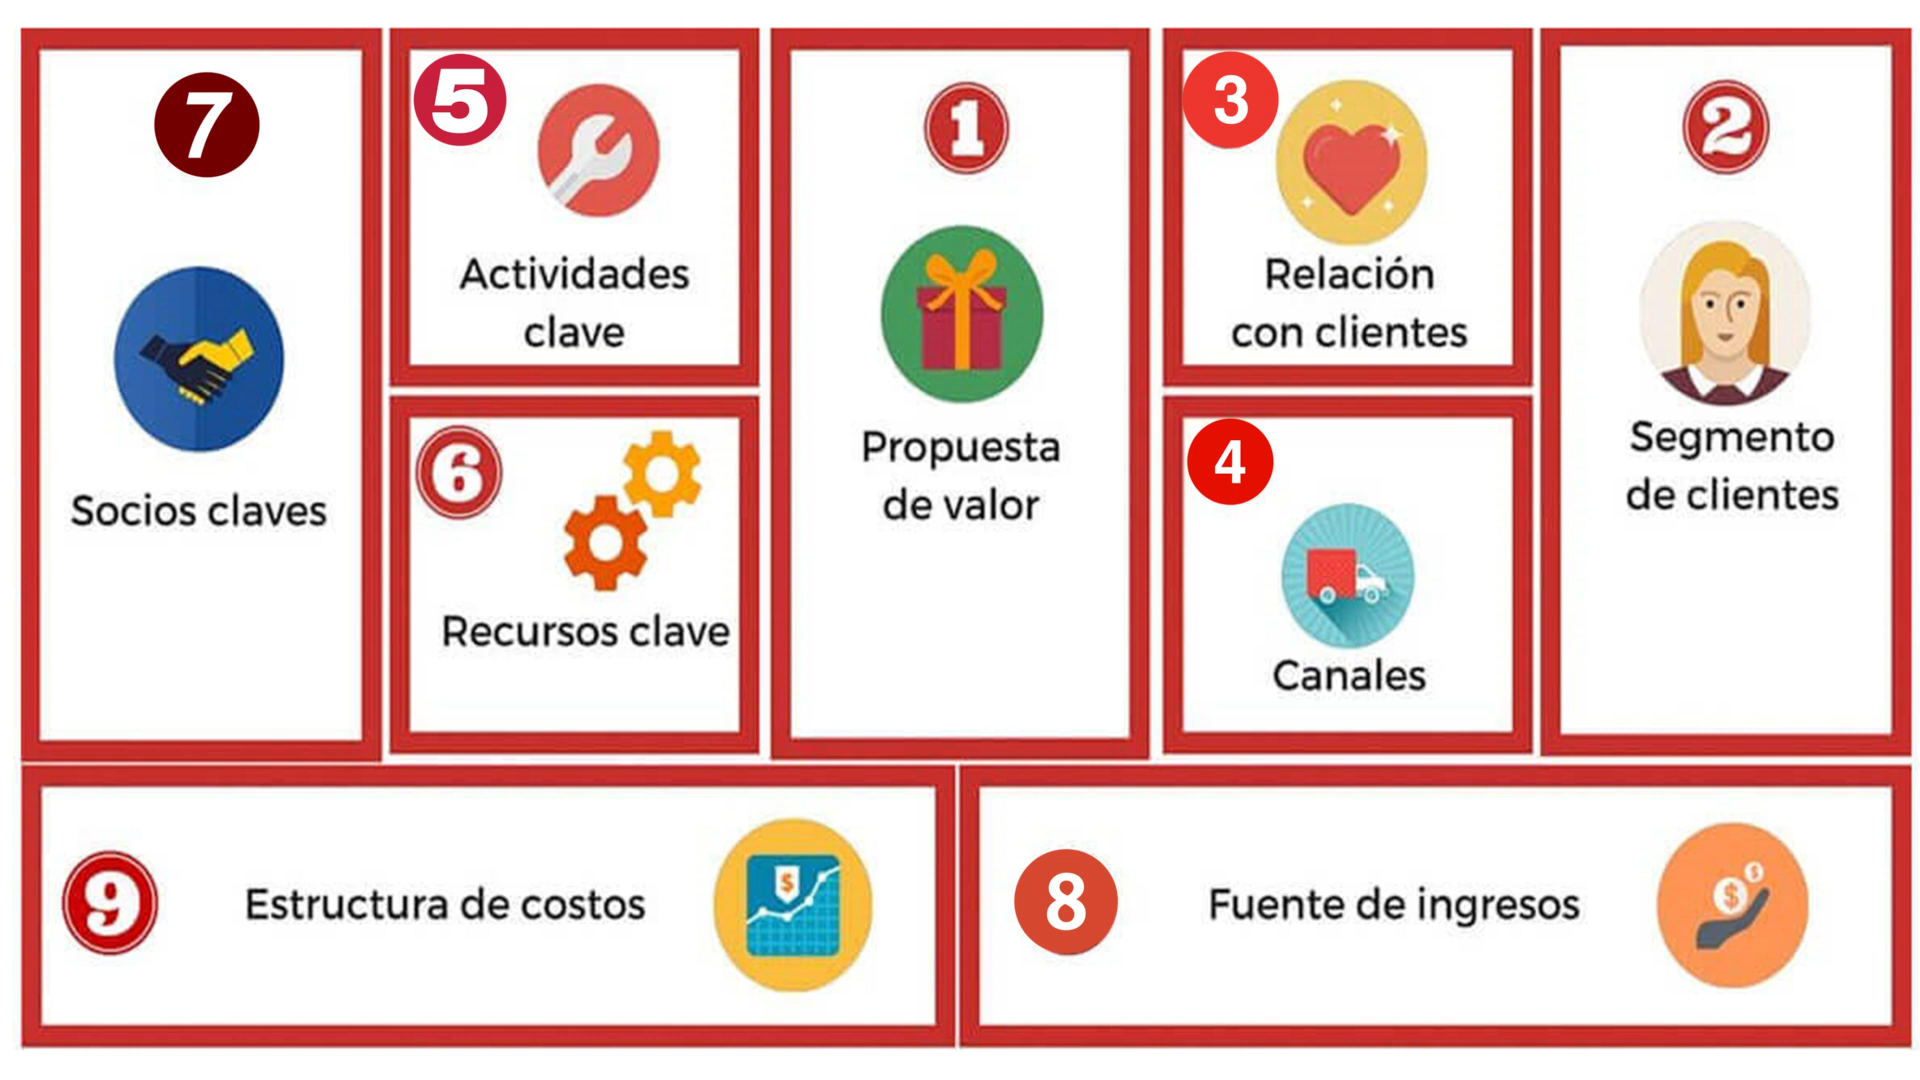 7
Socios claves
5
Actividades
clave
6
Recursos clave
1
Propuesta
de valor
3
Relación
con clientes
4
Canales
2
Segmento
de clientes
9
Estructura de costos
$
8
Fuente de ingresos
$
$